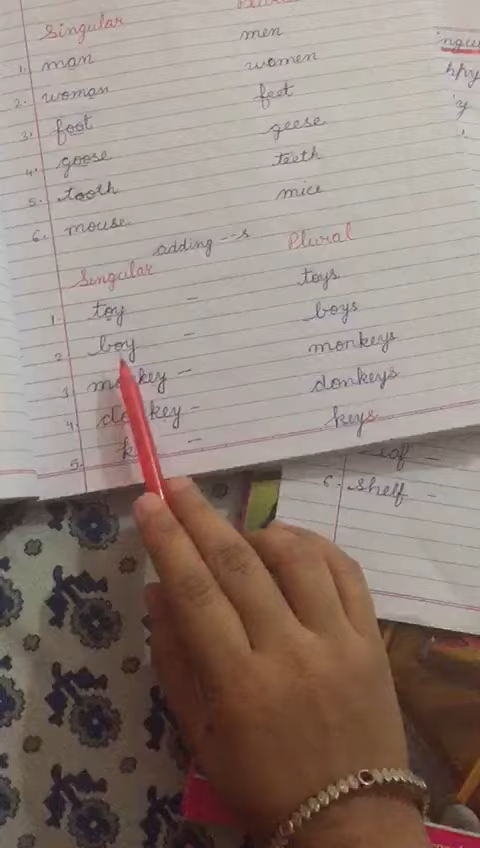 Singular
1. man men
2. woman women
3. foot feet
4. goose geese
5. tooth teeth
6. mouse mice
adding --s
Singular Plural
1. toy - toys
2 boy - boys
3 monkey - monkeys
4 donkey - donkeys
5. - keys
6. shelf -